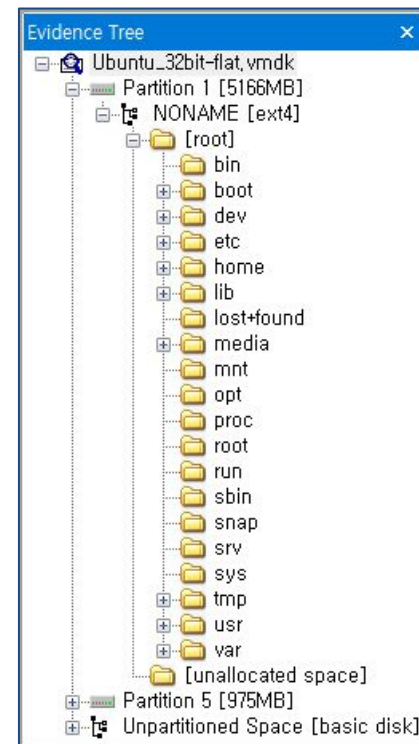 Evidence Tree
Ubuntu_32bit-flat,vmdk
Partition 1 [5166MB]
NONAME [ext4]
[root]
bin
boot
dev
etc
home
lib
lost+found
media
mnt
opt
proc
root
run
sbin
snap
srv
sys
tmp
usr
var
[unallocated space]
Partition 5 [975MB]
Unpartitioned Space [basic disk]